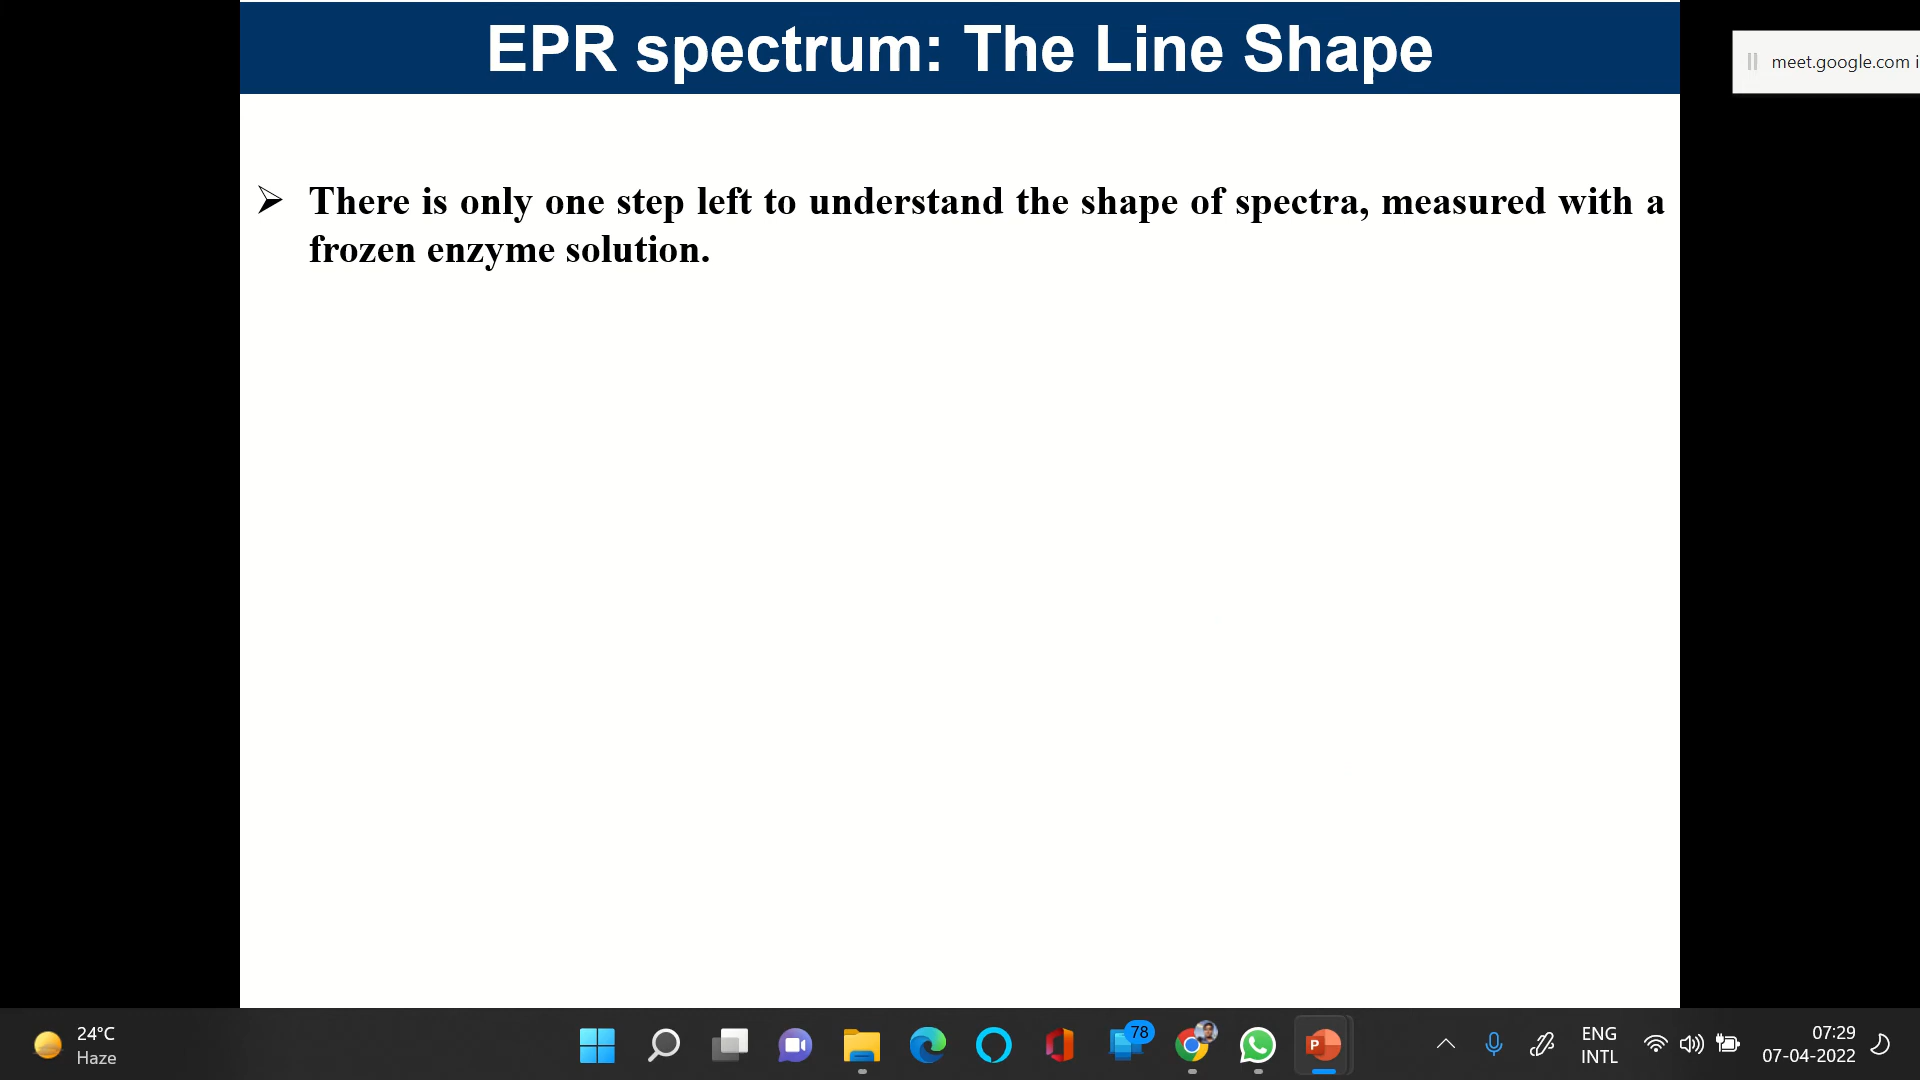 EPR spectrum: The Line Shape
meet.google.com i
There is only one step left to understand the shape of spectra, measured with a
frozen enzyme solution.
24°C
Haze
78
ENG
INTL
07:29
07-04-2022